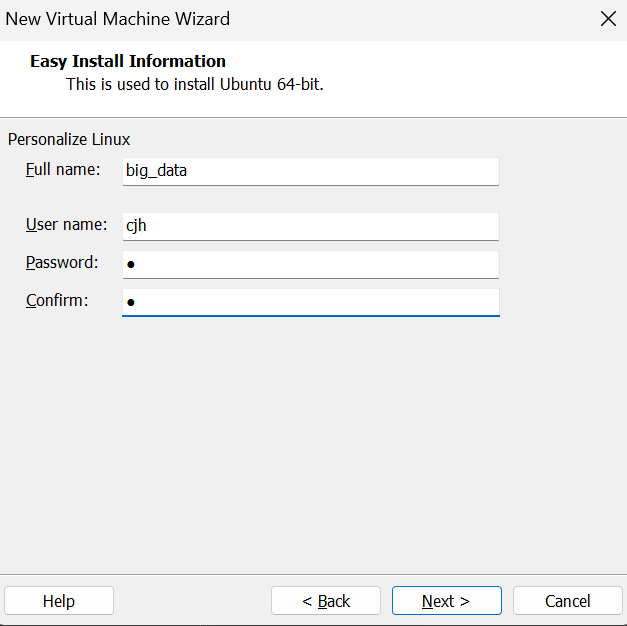 New Virtual Machine Wizard
Easy Install Information
This is used to install Ubuntu 64-bit.
Personalize Linux
Full name: big_data
User name: cjh
Password: ●
Confirm: ●
Help < Back Next > Cancel